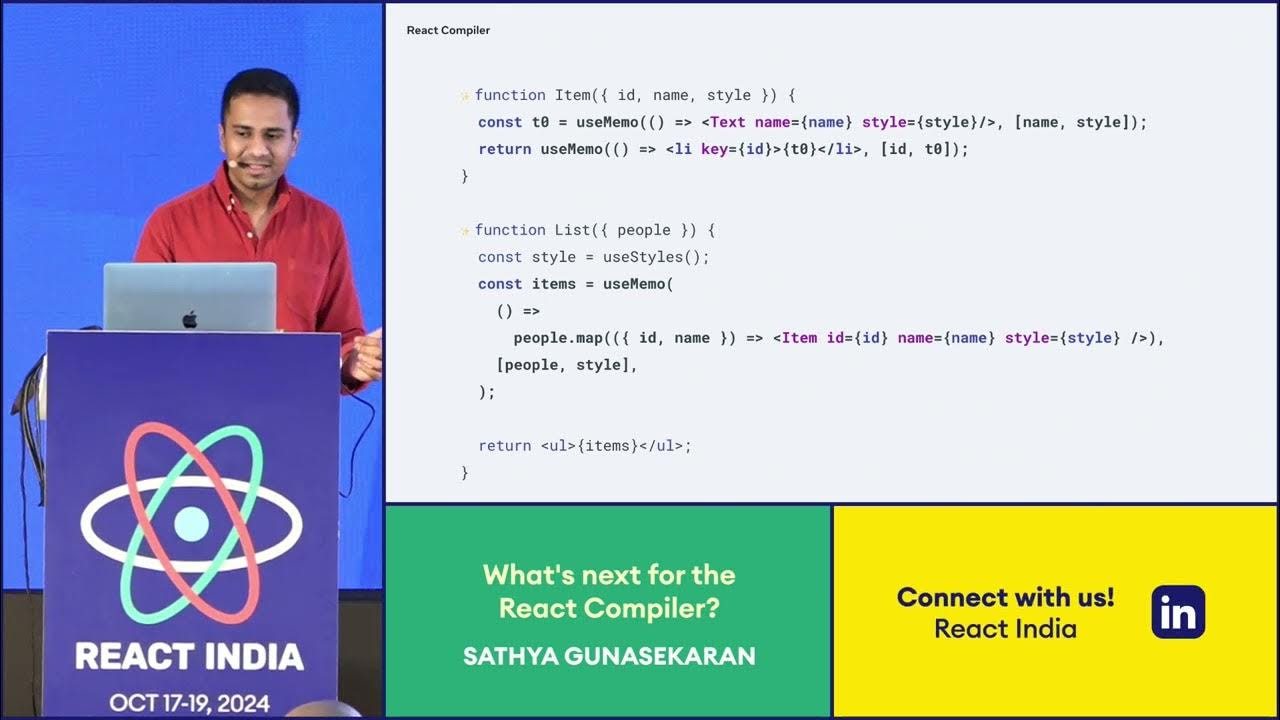 React Compiler
✨function Item({ id, name, style }) {
const t0 = useMemo(() => <Text name={name} style={style}/>, [name, style]);
return useMemo(() => <li key={id}>{t0}</li>, [id, t0]);
}
✨function List({ people }) {
const style = useStyles();
const items = useMemo(
() =>
people.map(({ id, name }) => <Item id={id} name={name} style={style} />),
[people, style],
);
return <ul>{items}</ul>;
}
REACT INDIA
OCT 17-19, 2024
What's next for the
React Compiler?
SATHYA GUNASEKARAN
Connect with us!
React India
in